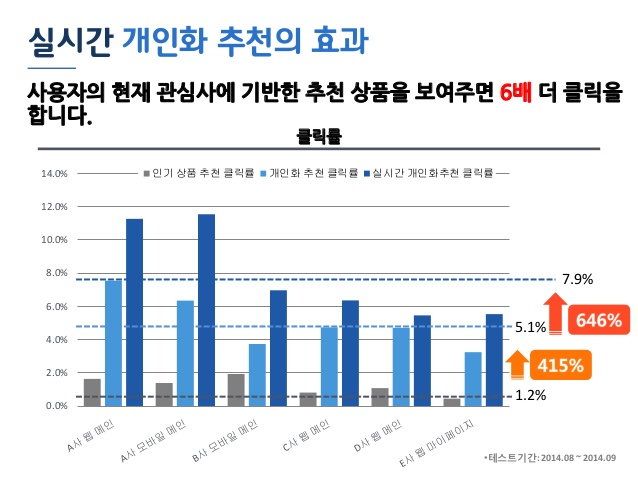 실시간 개인화 추천의 효과
사용자의 현재 관심사에 기반한 추천 상품을 보여주면 6배 더 클릭을
합니다.
클릭률
14.0%
인기 상품 추천 클릭률 개인화 추천 클릭률 실시간 개인화추천 클릭률
12.0%
10.0%
8.0%
7.9%
6.0%
646%
5.1%
4.0%
415%
2.0%
1.2%
0.0%
A사 웹 메인
A사 모바일 메인
B사 모바일 메인
C사 웹 메인
D사 웹 메인
E사 웹 마이페이지
•테스트기간: 2014.08 ~ 2014.09